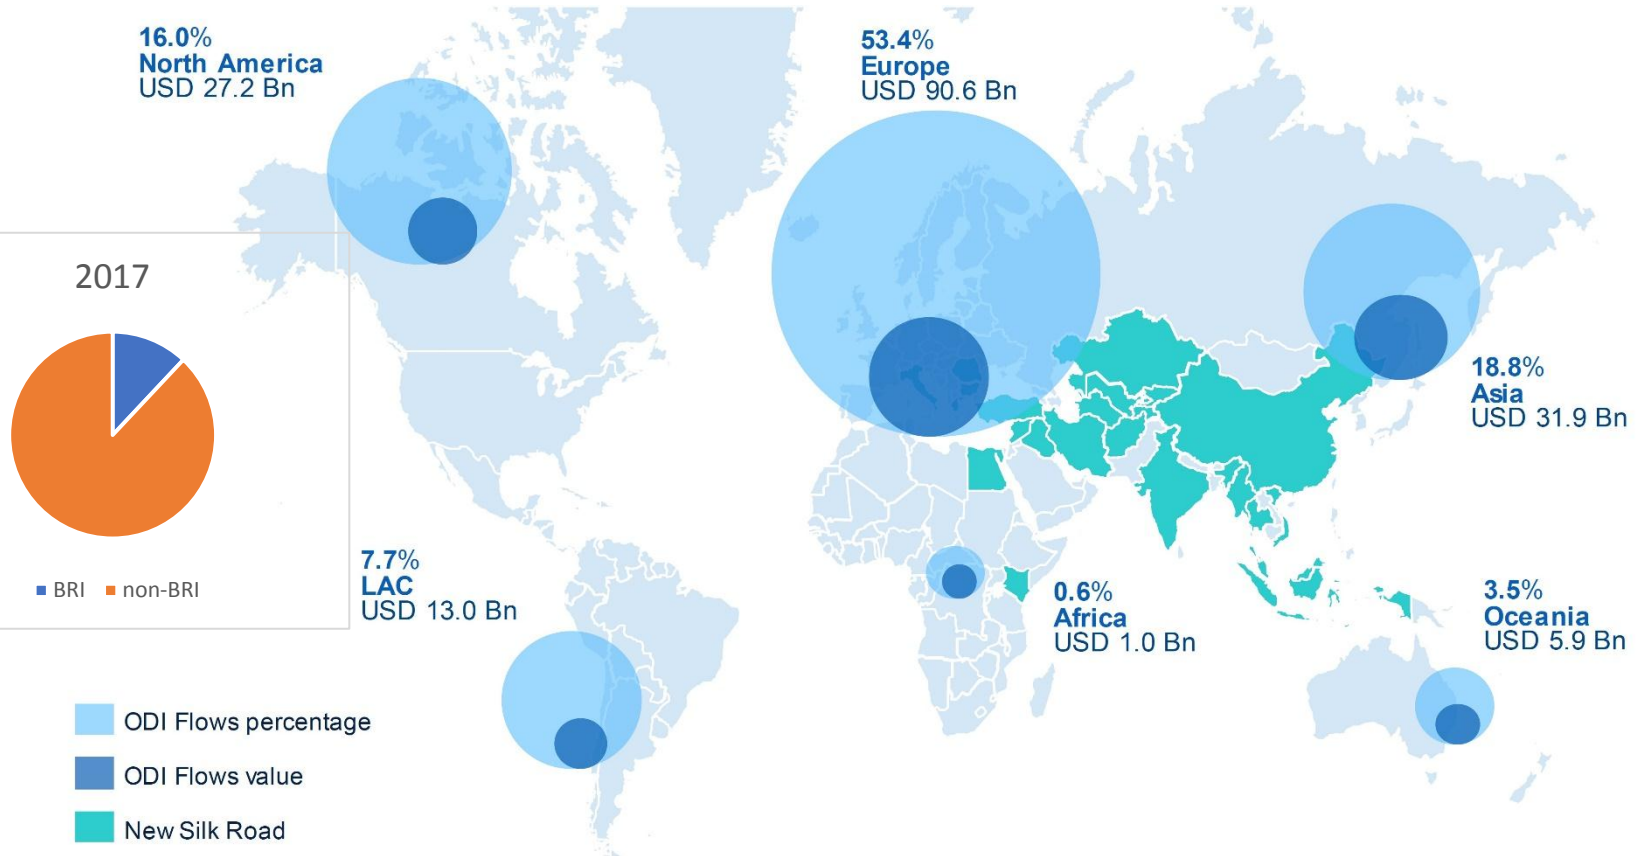 16.0%
North America
USD 27.2 Bn
53.4%
Europe
USD 90.6 Bn
2017
BRI
non-BRI
18.8%
Asia
USD 31.9 Bn
7.7%
LAC
USD 13.0 Bn
0.6%
Africa
USD 1.0 Bn
3.5%
Oceania
USD 5.9 Bn
ODI Flows percentage
ODI Flows value
New Silk Road